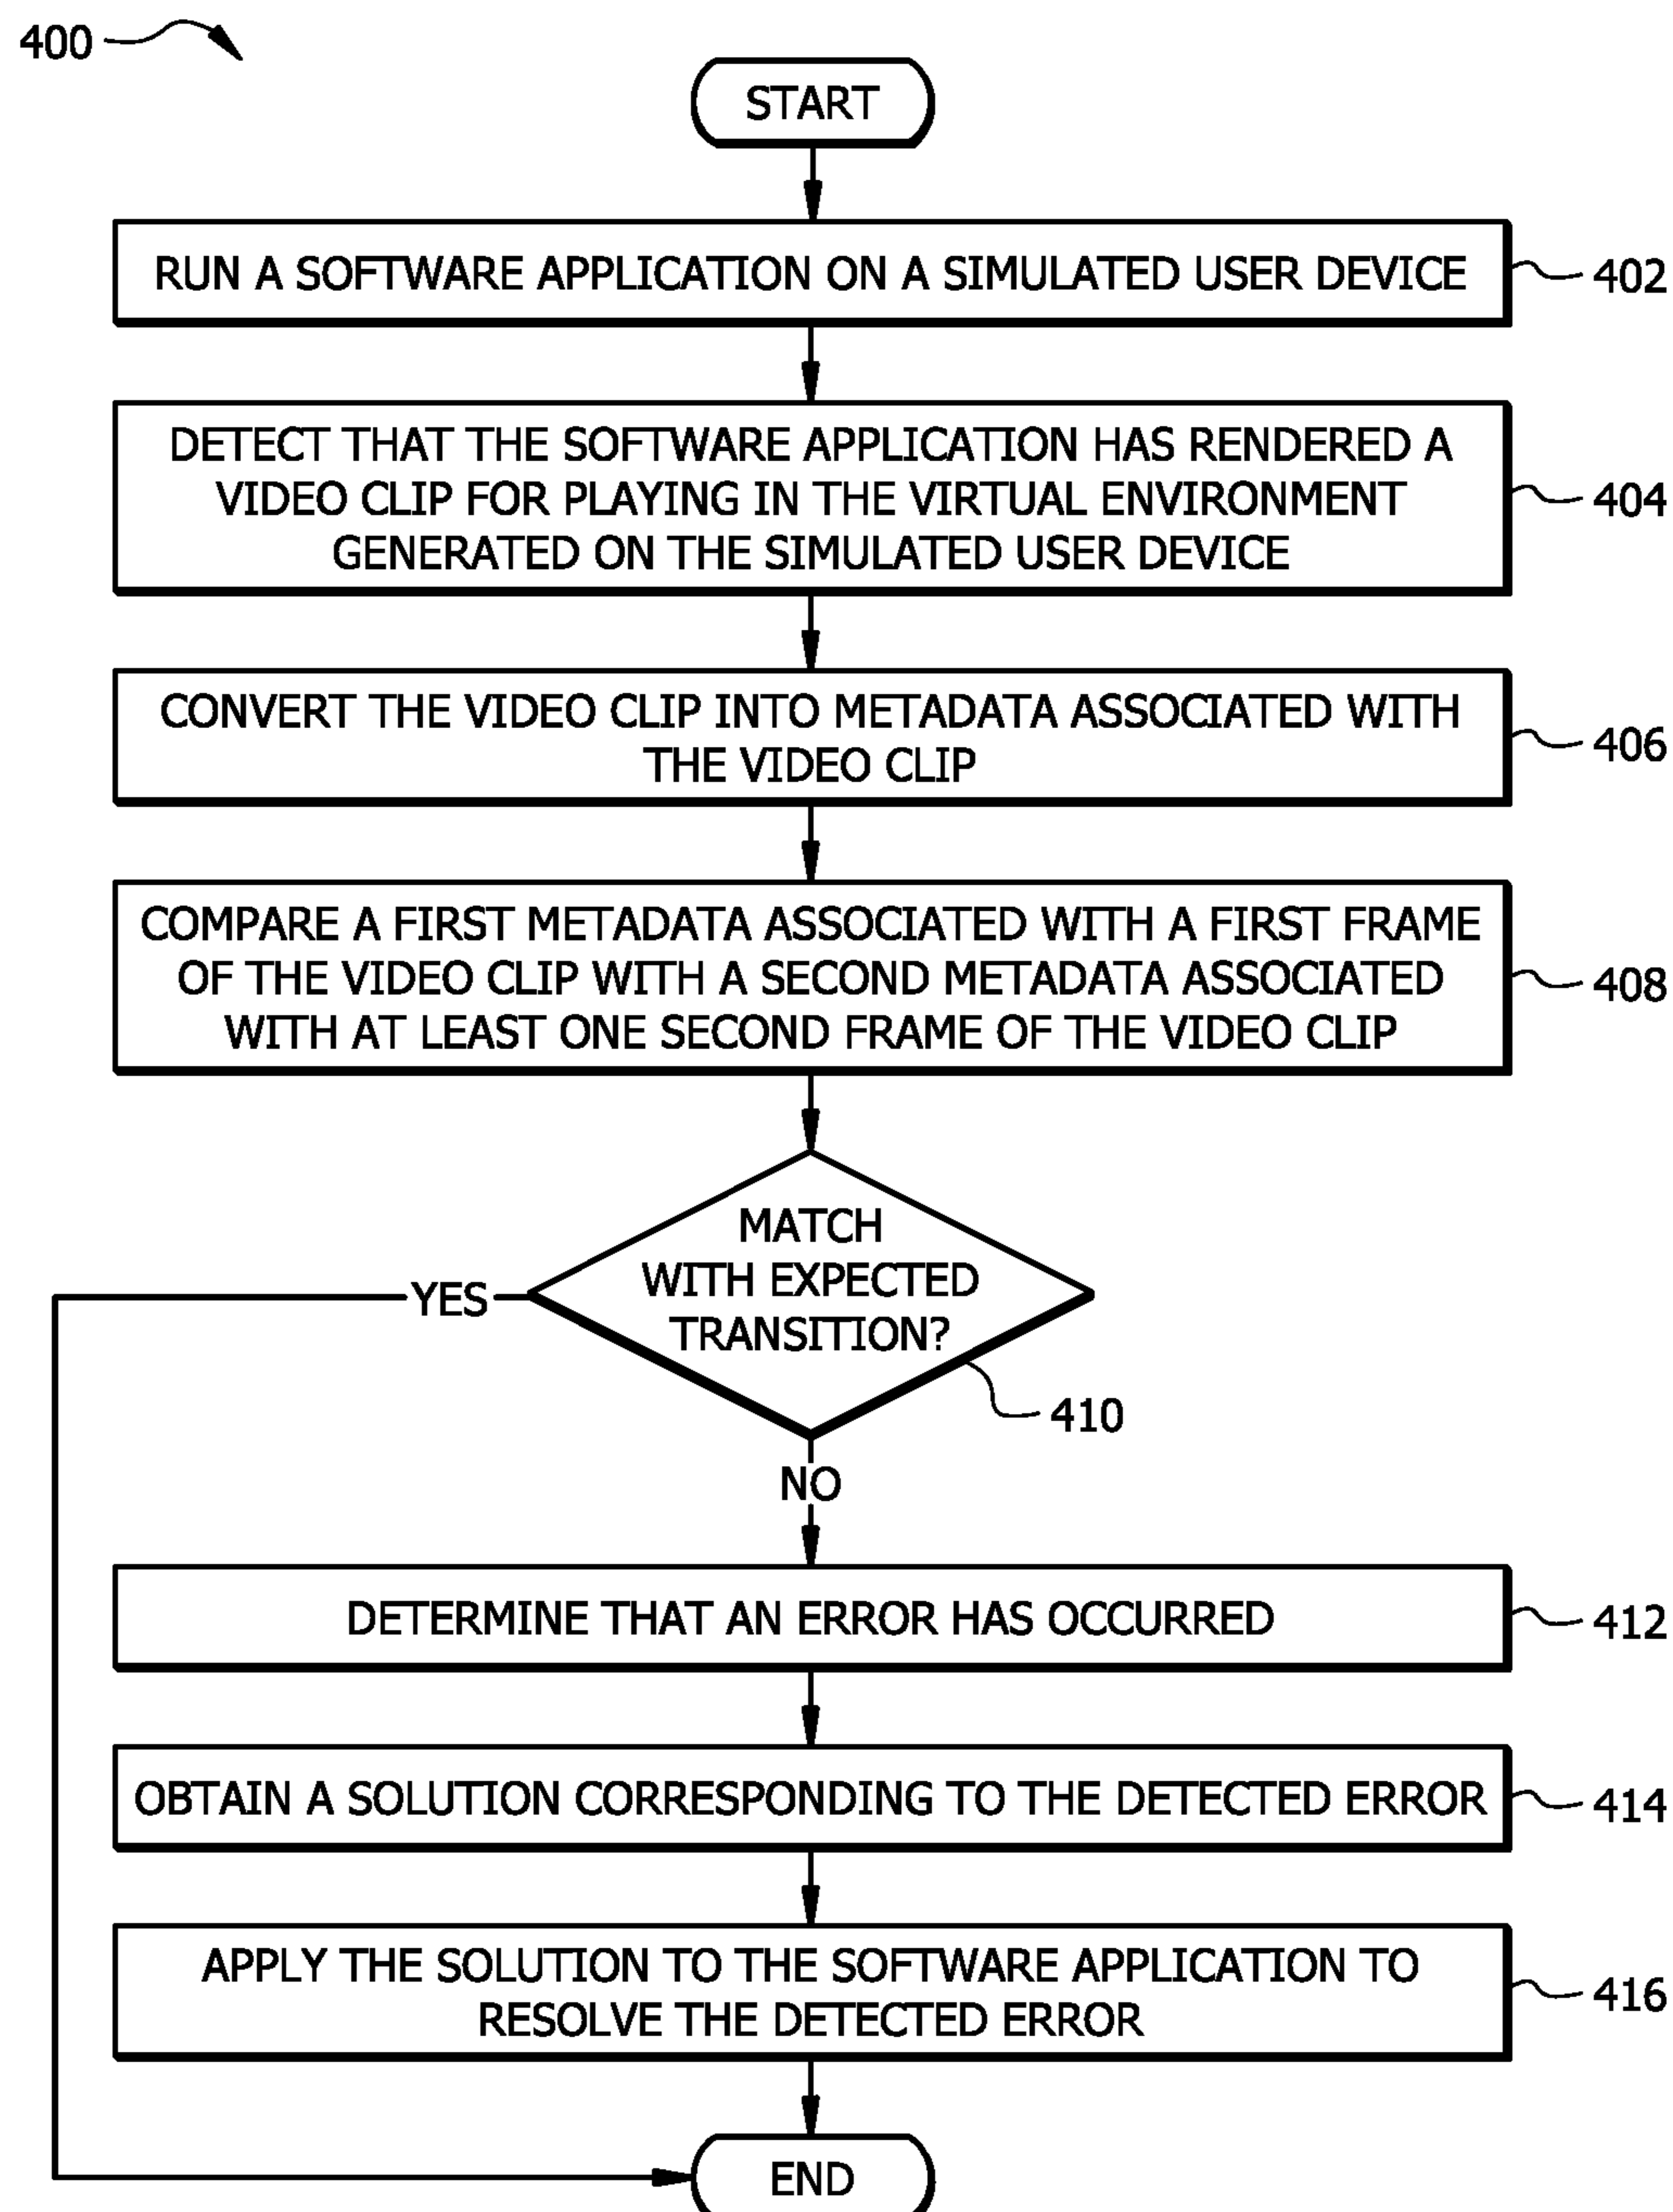 400
START
RUN A SOFTWARE APPLICATION ON A SIMULATED USER DEVICE
402
DETECT THAT THE SOFTWARE APPLICATION HAS RENDERED A
VIDEO CLIP FOR PLAYING IN THE VIRTUAL ENVIRONMENT
GENERATED ON THE SIMULATED USER DEVICE
404
CONVERT THE VIDEO CLIP INTO METADATA ASSOCIATED WITH
THE VIDEO CLIP
406
COMPARE A FIRST METADATA ASSOCIATED WITH A FIRST FRAME
OF THE VIDEO CLIP WITH A SECOND METADATA ASSOCIATED
WITH AT LEAST ONE SECOND FRAME OF THE VIDEO CLIP
408
MATCH
WITH EXPECTED
TRANSITION?
YES
410
NO
DETERMINE THAT AN ERROR HAS OCCURRED
412
OBTAIN A SOLUTION CORRESPONDING TO THE DETECTED ERROR
414
APPLY THE SOLUTION TO THE SOFTWARE APPLICATION TO
RESOLVE THE DETECTED ERROR
416
END